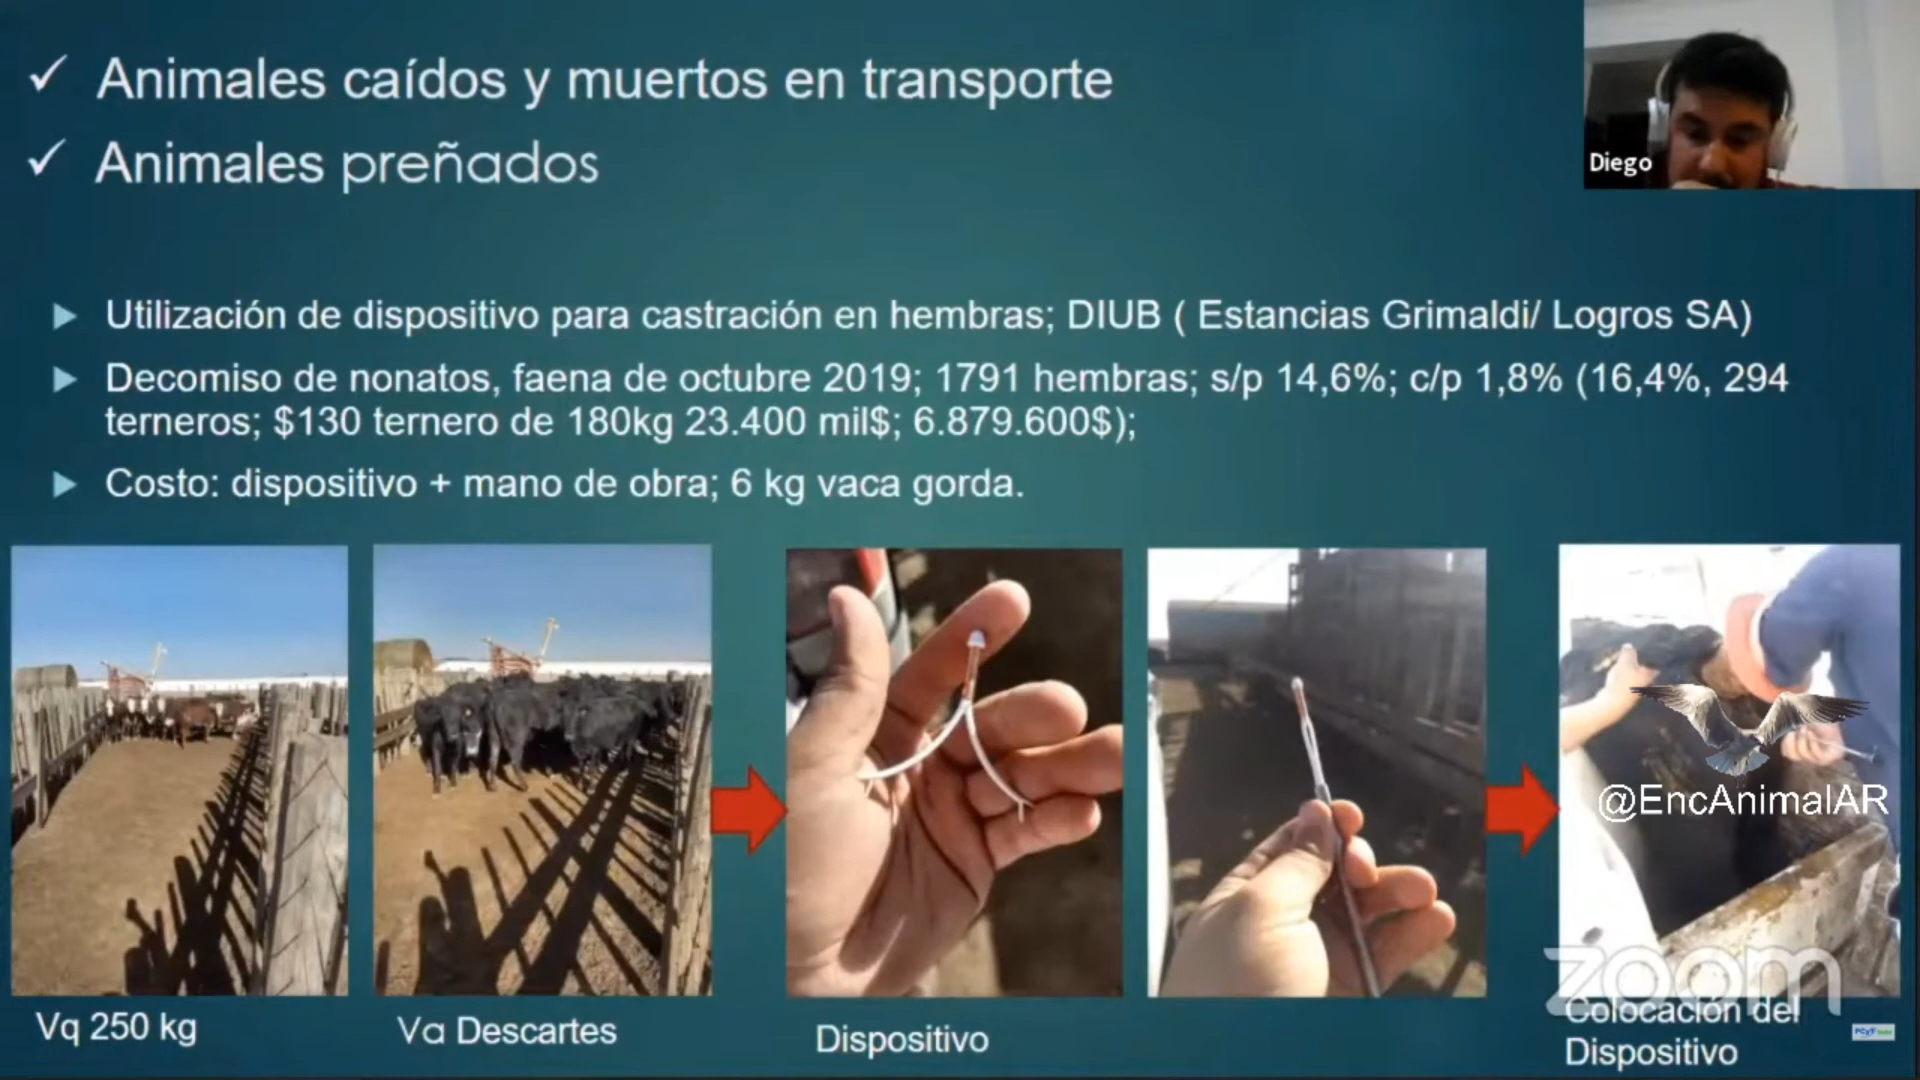 ✓ Animales caídos y muertos en transporte
✓ Animales preñados
Diego
Utilización de dispositivo para castración en hembras; DIUB ( Estancias Grimaldi/ Logros SA)
Decomiso de nonatos, faena de octubre 2019; 1791 hembras; s/p 14,6%; c/p 1,8% (16,4%, 294
terneros; $130 ternero de 180kg 23.400 mil$; 6.879.600$);
Costo: dispositivo + mano de obra; 6 kg vaca gorda.
@EncAnimalAR
zoom
Vq 250 kg
Va Descartes
Dispositivo
Colocación del
Dispositivo